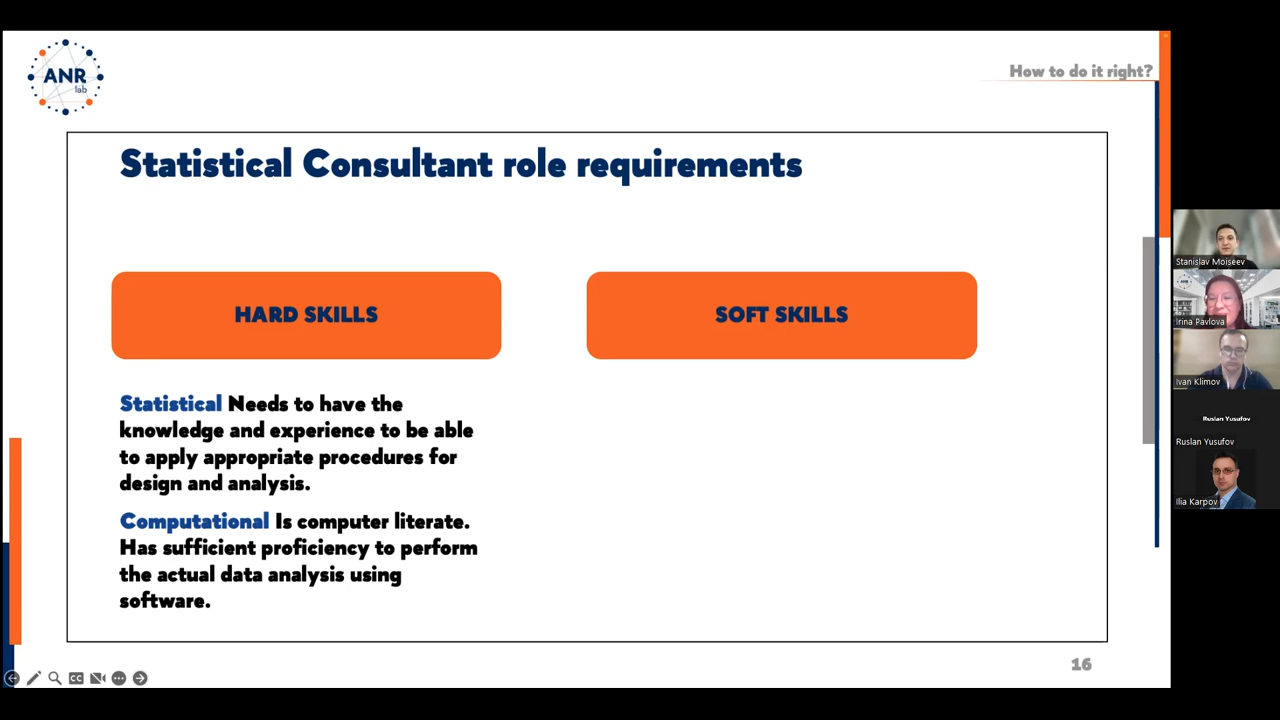 ANR
lab
How to do it right?
Statistical Consultant role requirements
HARD SKILLS
SOFT SKILLS
Statistical Needs to have the
knowledge and experience to be able
to apply appropriate procedures for
design and analysis.
Computational Is computer literate.
Has sufficient proficiency to perform
the actual data analysis using
software.
16
CC
Stanislav Moiseev
Irina Pavlova
Ivan Klimov
Ruslan Yusufov
Ruslan Yusufov
Ilia Karpov